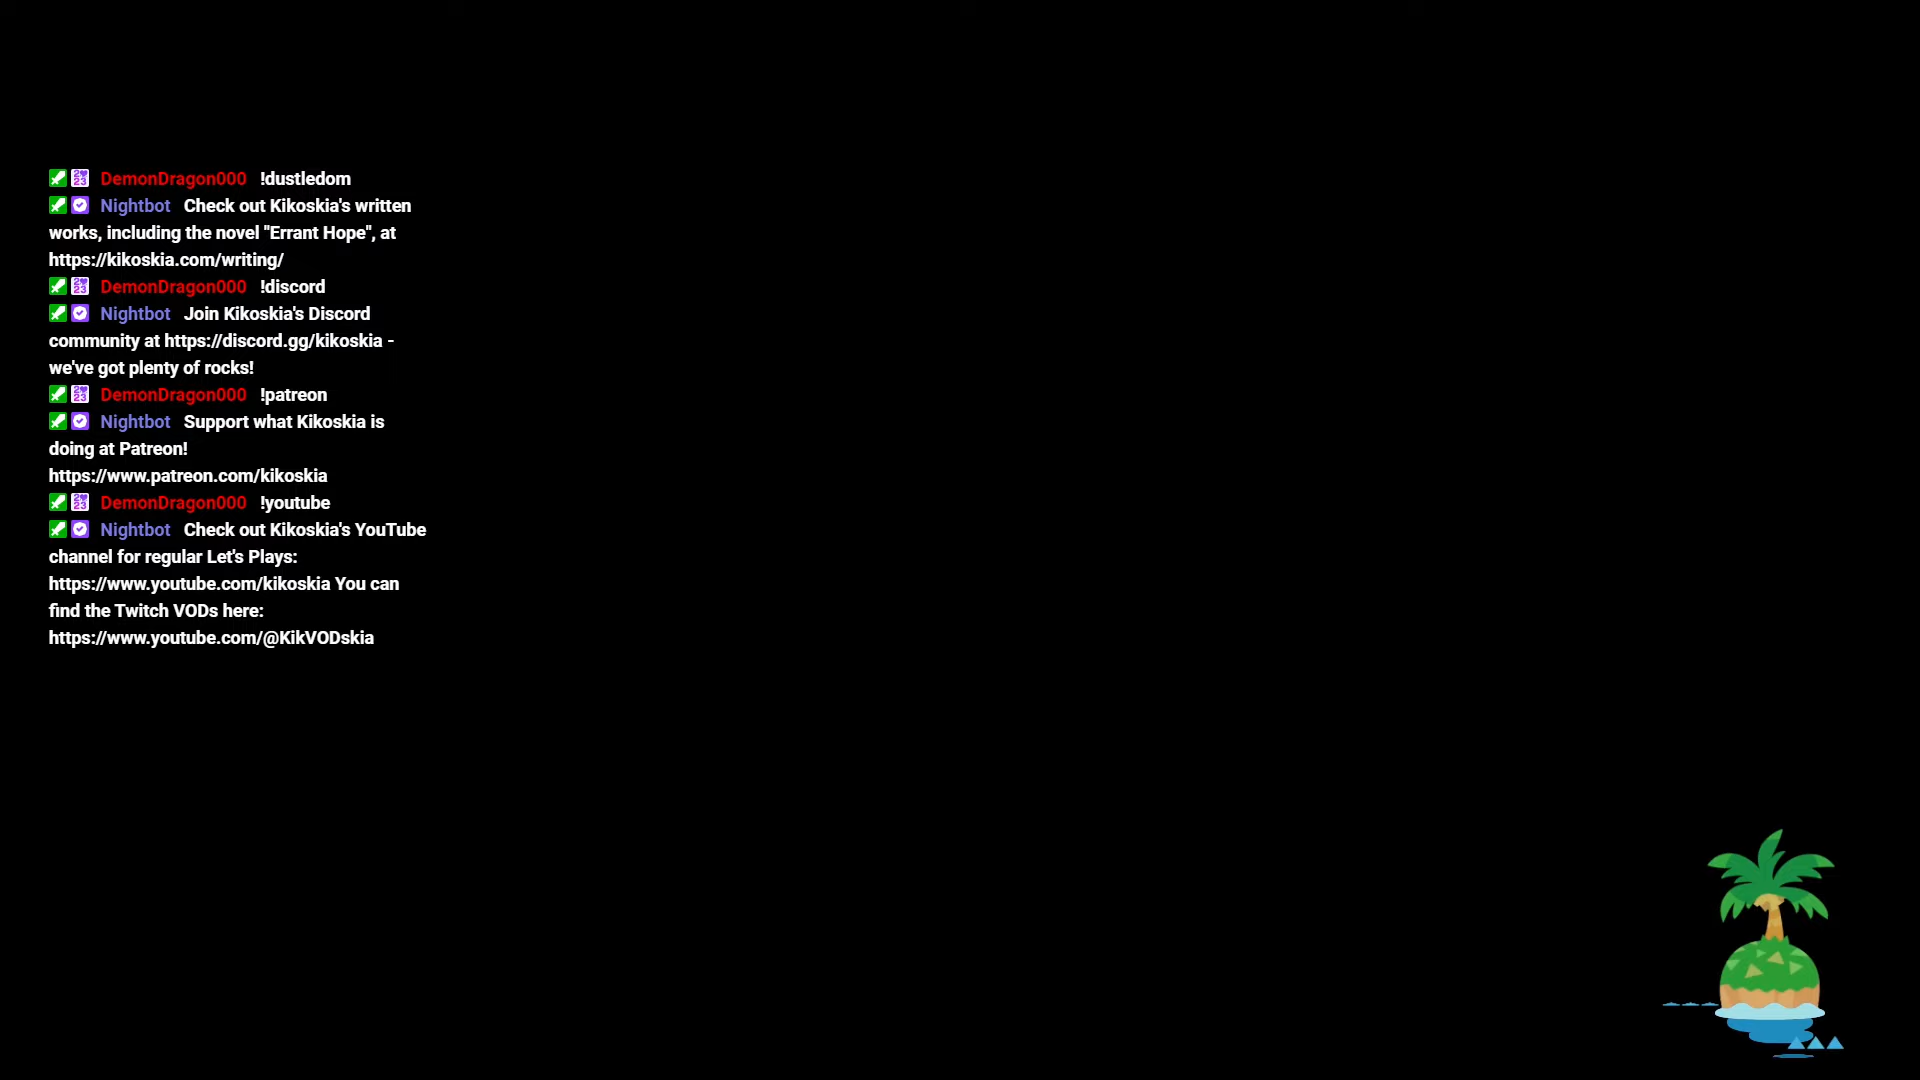 DemonDragon000 !dustledom
Nightbot Check out Kikoskia's written
works, including the novel "Errant Hope", at
https://kikoskia.com/writing/
DemonDragon000 !discord
Nightbot Join Kikoskia's Discord
community at https://discord.gg/kikoskia -
we've got plenty of rocks!
DemonDragon000 !patreon
Nightbot Support what Kikoskia is
doing at Patreon!
https://www.patreon.com/kikoskia
DemonDragon000 !youtube
Nightbot Check out Kikoskia's YouTube
channel for regular Let's Plays:
https://www.youtube.com/kikoskia You can
find the Twitch VODs here:
https://www.youtube.com/@KikVODskia